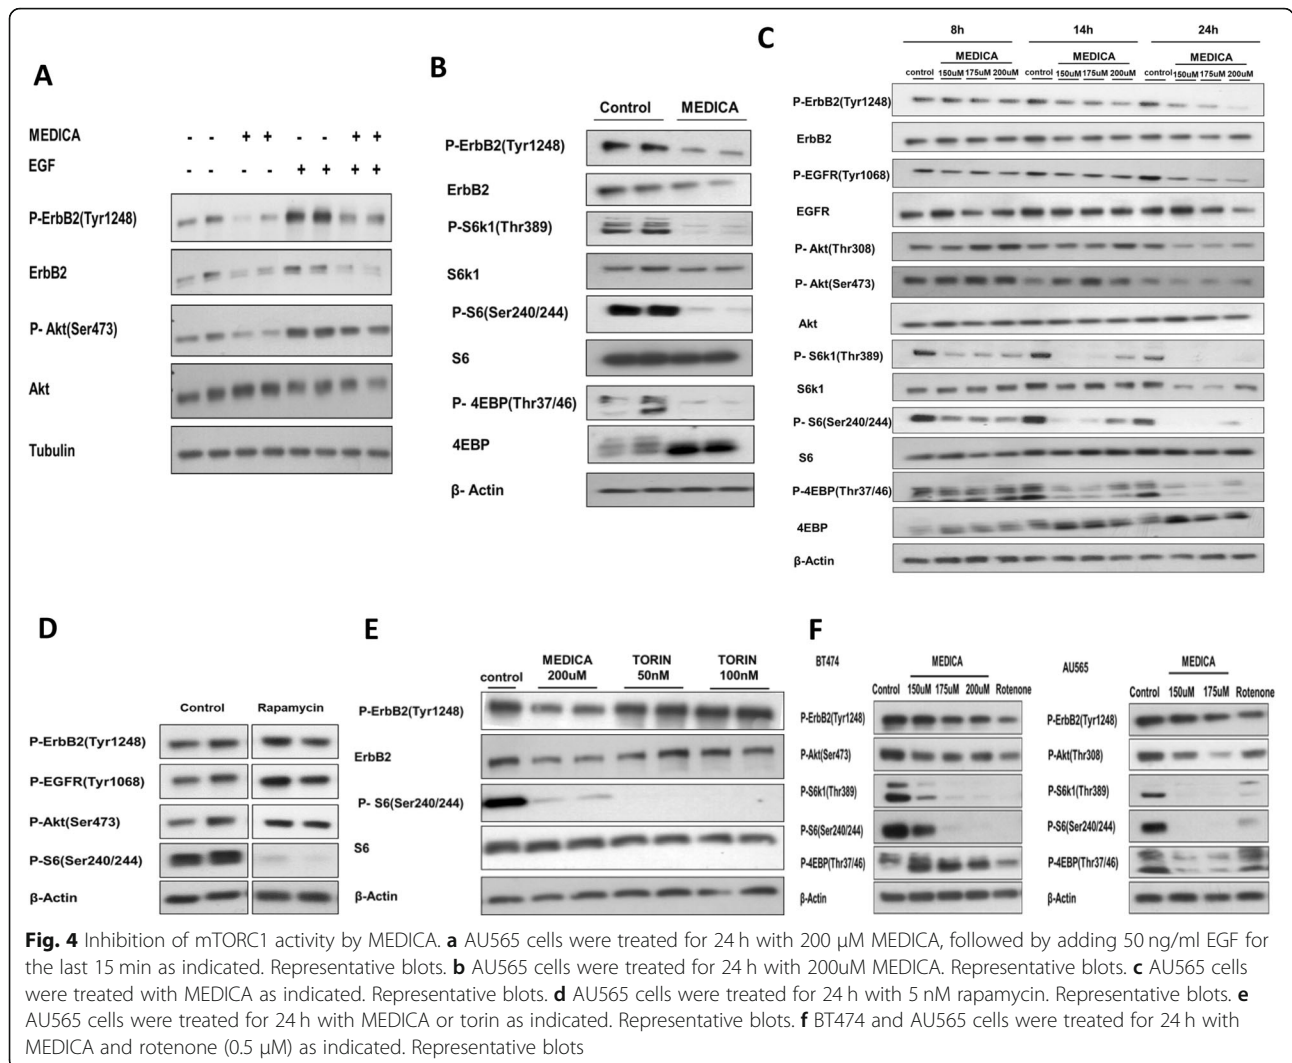 A
MEDICA - - + + - - + +
EGF - - - - + + + +
P-ErbB2(Tyr1248)
ErbB2
P- Akt(Ser473)
Akt
Tubulin
B
Control MEDICA
P-ErbB2(Tyr1248)
ErbB2
P-S6k1(Thr389)
S6k1
P-S6(Ser240/244)
S6
P- 4EBP(Thr37/46)
4EBP
β- Actin
C
8h 14h 24h
MEDICA MEDICA MEDICA
control 150uM 175uM 200uM control 150uM 175uM 200uM control 150uM 175uM 200uM
P-ErbB2(Tyr1248)
ErbB2
P-EGFR(Tyr1068)
EGFR
P- Akt(Thr308)
P- Akt(Ser473)
Akt
P- S6k1(Thr389)
S6k1
P- S6(Ser240/244)
S6
P-4EBP(Thr37/46)
4EBP
β-Actin
D
Control Rapamycin
P-ErbB2(Tyr1248)
P-EGFR(Tyr1068)
P-Akt(Ser473)
P-S6(Ser240/244)
β-Actin
E
MEDICA TORIN TORIN
control 200uM 50nM 100nM
P-ErbB2(Tyr1248)
ErbB2
P- S6(Ser240/244)
S6
β-Actin
F
BT474 MEDICA
Control 150uM 175uM 200uM Rotenone
P-ErbB2(Tyr1248)
P-Akt(Ser473)
P-S6k1(Thr389)
P-S6(Ser240/244)
P-4EBP(Thr37/46)
β-Actin
AU565 MEDICA
Control 150uM 175uM Rotenone
P-ErbB2(Tyr1248)
P-Akt(Thr308)
P-S6k1(Thr389)
P-S6(Ser240/244)
P-4EBP(Thr37/46)
β-Actin
Fig. 4 Inhibition of mTORC1 activity by MEDICA. a AU565 cells were treated for 24 h with 200 μM MEDICA, followed by adding 50 ng/ml EGF for
the last 15 min as indicated. Representative blots. b AU565 cells were treated for 24 h with 200uM MEDICA. Representative blots. c AU565 cells
were treated with MEDICA as indicated. Representative blots. d AU565 cells were treated for 24 h with 5 nM rapamycin. Representative blots. e
AU565 cells were treated for 24 h with MEDICA or torin as indicated. Representative blots. f BT474 and AU565 cells were treated for 24 h with
MEDICA and rotenone (0.5 μM) as indicated. Representative blots